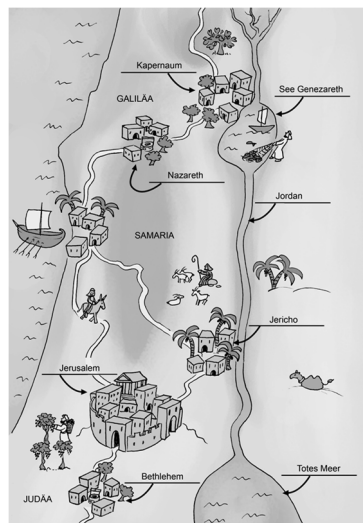 Kapernaum
GALILÄA
See Genezareth
Nazareth
Jordan
SAMARIA
Jericho
Jerusalem
Bethlehem
Totes Meer
JUDÄA